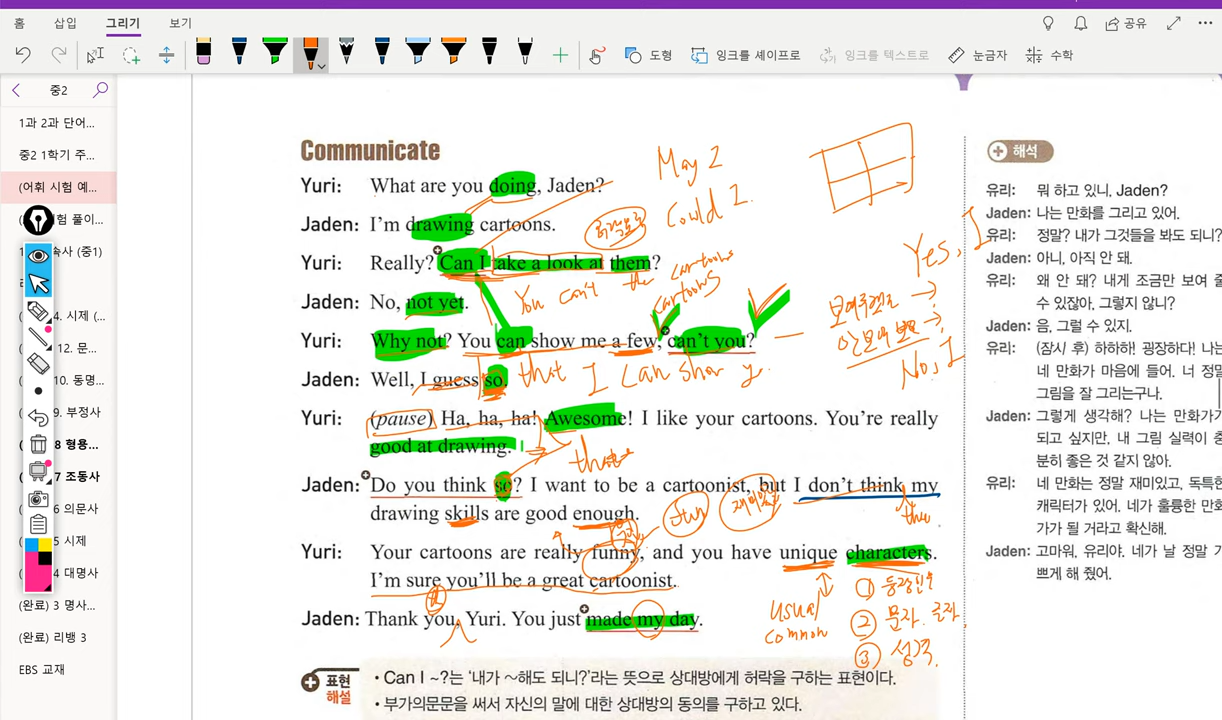 홈 삽입 그리기 보기
공유
도형 잉크를 셰이프로 잉크를 텍스트로 눈금자 수학
중2
1과 2과 단어...
중2 1학기 주...
(어휘 시험 예...
험 풀이...
속사 (중1)
4. 시제 (...
12. 문...
10. 동명...
9. 부정사
8 형용...
7 조동사
6 의문사
5 시제
4 대명사
(완료) 3 명사...
(완료) 리뱅 3
EBS 교재
Communicate
Yuri: What are you doing, Jaden?
Jaden: I'm drawing cartoons.
Yuri: Really? Can I take a look at them?
Jaden: No, not yet.
Yuri: Why not? You can show me a few, can't you?
Jaden: Well, I guess so.
Yuri: (pause) Ha, ha, ha! Awesome! I like your cartoons. You're really
good at drawing.
Jaden: Do you think so? I want to be a cartoonist, but I don't think my
drawing skills are good enough.
Yuri: Your cartoons are really funny, and you have unique characters.
I'm sure you'll be a great cartoonist.
Jaden: Thank you, Yuri. You just made my day.
May I
Could I
the cartoons
cartoons
You can't
Yes, I
No, I
that I can show y
that
fun
usual
common
① 등장인물
② 문자, 글자,
③ 성격
표현
해설
• Can I ~?는 '내가 ~해도 되니?'라는 뜻으로 상대방에게 허락을 구하는 표현이다.
• 부가의문문을 써서 자신의 말에 대한 상대방의 동의를 구하고 있다.
해석
유리: 뭐 하고 있니, Jaden?
Jaden: 나는 만화를 그리고 있어.
유리: 정말? 내가 그것들을 봐도 되니?
Jaden: 아니, 아직 안 돼.
유리: 왜 안 돼? 내게 조금만 보여 줄
수 있잖아, 그렇지 않니?
Jaden: 음, 그럴 수 있지.
유리: (잠시 후) 하하하! 굉장하다! 나는
네 만화가 마음에 들어. 너 정말
그림을 잘 그리는구나.
Jaden: 그렇게 생각해? 나는 만화가가
되고 싶지만, 내 그림 실력이 충
분히 좋은 것 같지 않아.
유리: 네 만화는 정말 재미있고, 독특한
캐릭터가 있어. 네가 훌륭한 만화
가가 될 거라고 확신해.
Jaden: 고마워, 유리야. 네가 날 정말 기
쁘게 해 줬어.